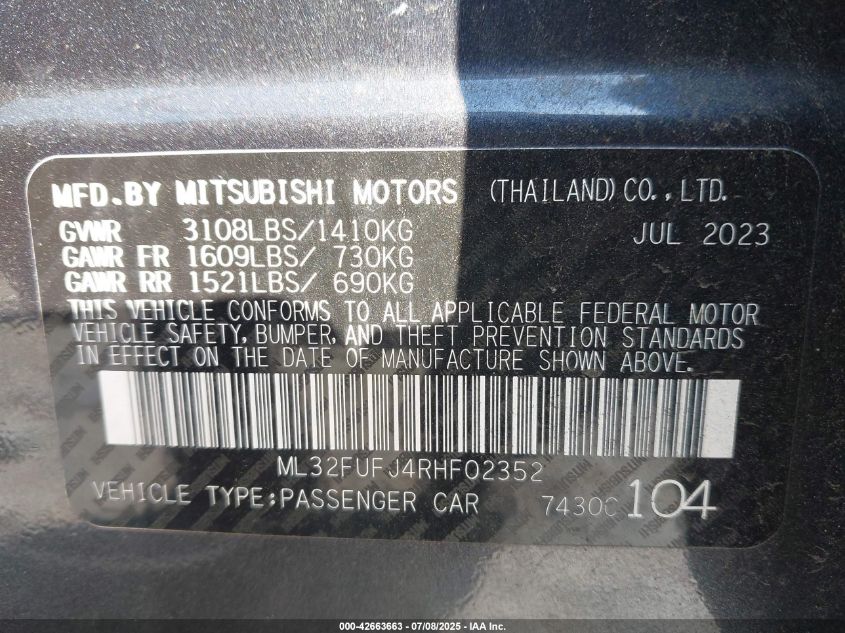 MFD.BY MITSUBISHI MOTORS (THAILAND) CO., LTD.
GVWR 3108LBS/1410KG JUL 2023
GAWR FR 1609LBS/ 730KG
GAWR RR 1521LBS/ 690KG
THIS VEHICLE CONFORMS TO ALL APPLICABLE FEDERAL MOTOR
VEHICLE SAFETY, BUMPER, AND THEFT PREVENTION STANDARDS
IN EFFECT ON THE DATE OF MANUFACTURE SHOWN ABOVE.
ML32FUFJ4RHF02352
VEHICLE TYPE:PASSENGER CAR 104
000-42663663 - 07/08/2025 - IAA Inc.